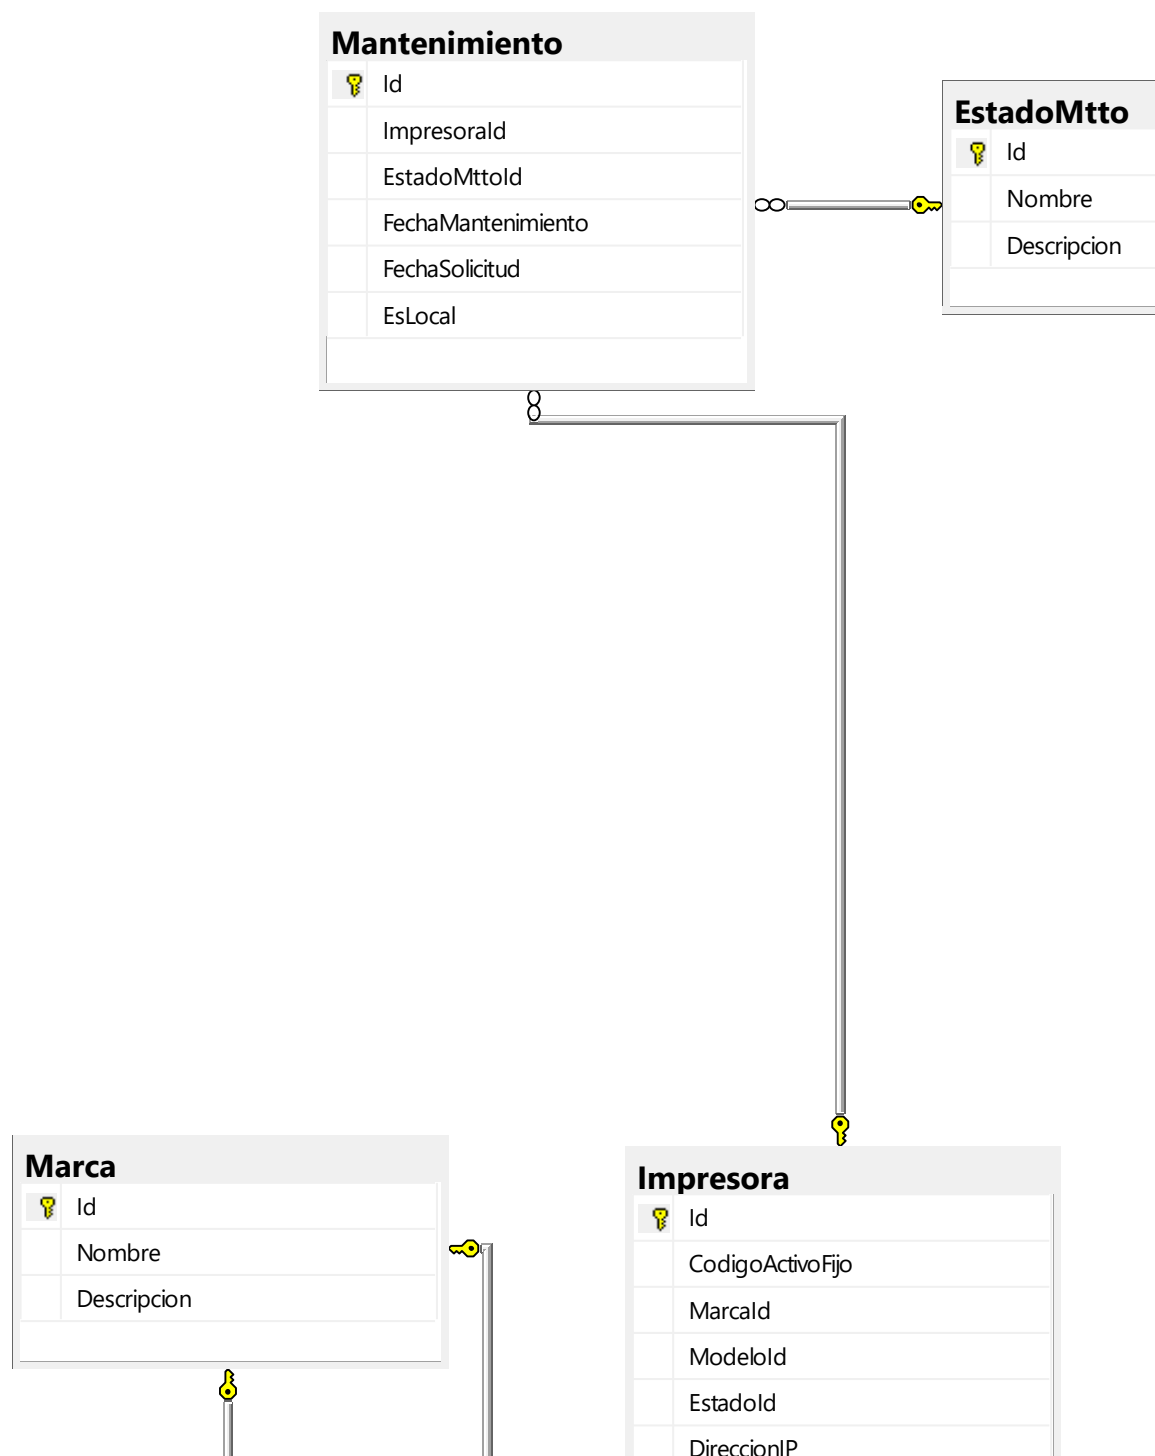 Mantenimiento
Id
ImpresoraId
EstadoMttoId
FechaMantenimiento
FechaSolicitud
EsLocal
EstadoMtto
Id
Nombre
Descripcion
Marca
Id
Nombre
Descripcion
Impresora
Id
CodigoActivoFijo
MarcaId
ModeloId
EstadoId
DireccionIP